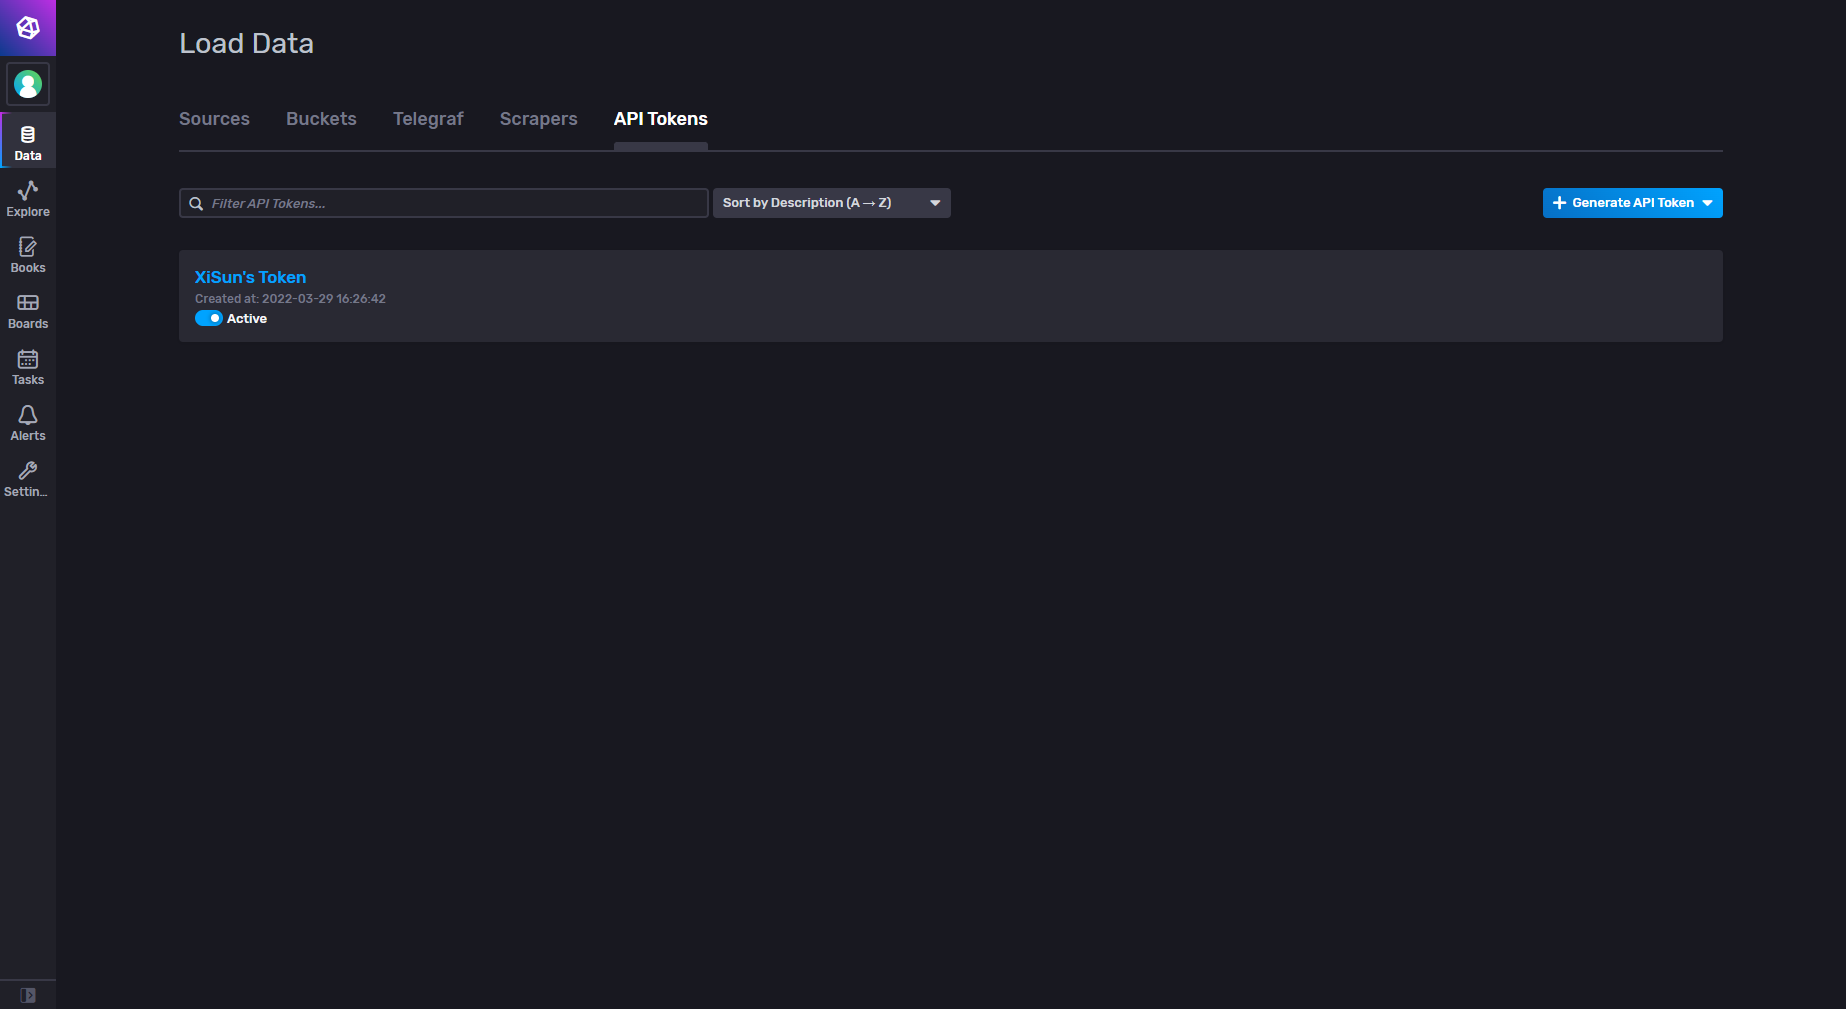 Load Data
Sources Buckets Telegraf Scrapers API Tokens
Filter API Tokens...
Sort by Description (A → Z)
Generate API Token
XiSun's Token
Created at: 2022-03-29 16:26:42
Active
Data
Explore
Books
Boards
Tasks
Alerts
Settin...